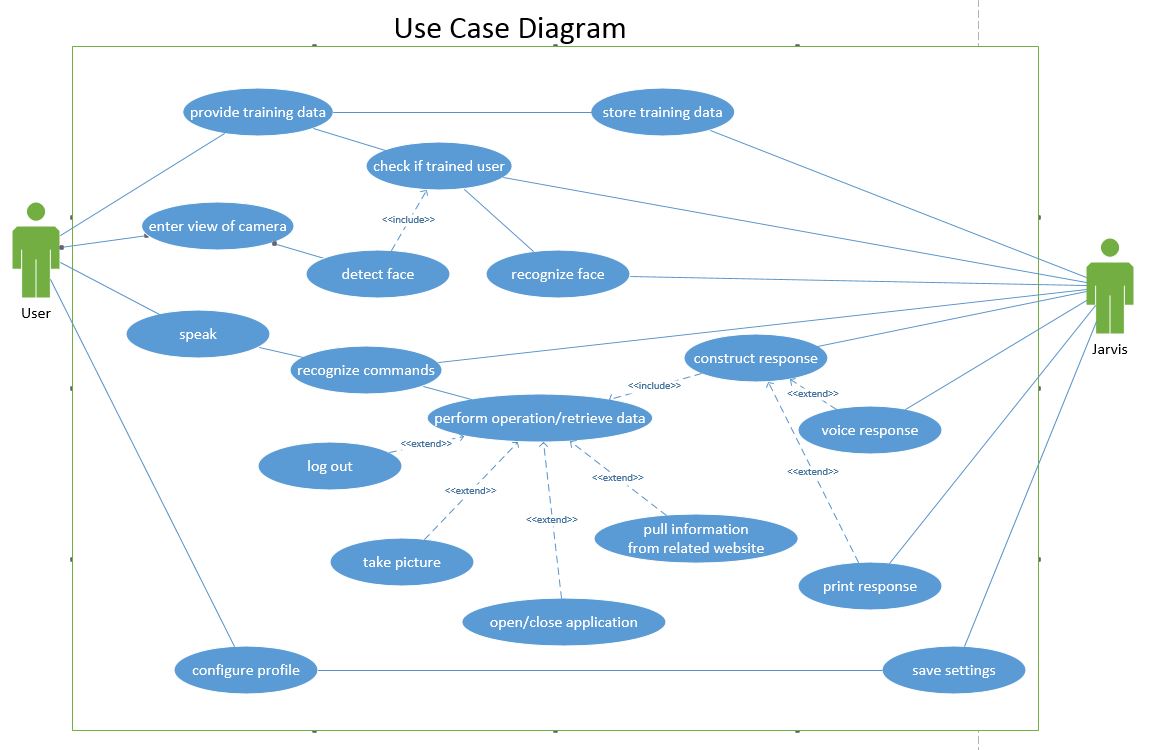 Use Case Diagram
provide training data
store training data
check if trained user
<<include>>
enter view of camera
detect face
recognize face
User
Jarvis
speak
recognize commands
construct response
<<include>>
<<extend>>
perform operation/retrieve data
voice response
<<extend>>
log out
<<extend>>
<<extend>>
<<extend>>
<<extend>>
pull information
from related website
take picture
print response
open/close application
configure profile
save settings